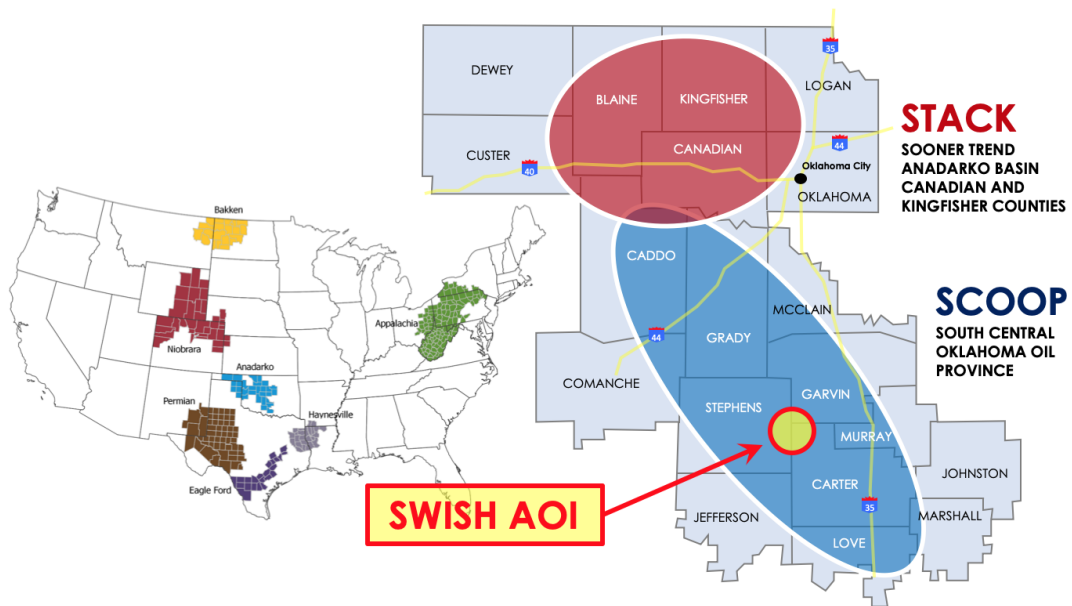 Bakken
Niobrara
Appalachia
Anadarko
Permian
Haynesville
Eagle Ford
SWISH AOI
35
DEWEY
LOGAN
BLAINE
KINGFISHER
CUSTER
40
CANADIAN
44
Oklahoma City
OKLAHOMA
CADDO
MCCLAIN
44
GRADY
COMANCHE
STEPHENS
GARVIN
MURRAY
JOHNSTON
CARTER
35
JEFFERSON
MARSHALL
LOVE
STACK
SOONER TREND
ANADARKO BASIN
CANADIAN AND
KINGFISHER COUNTIES
SCOOP
SOUTH CENTRAL
OKLAHOMA OIL
PROVINCE